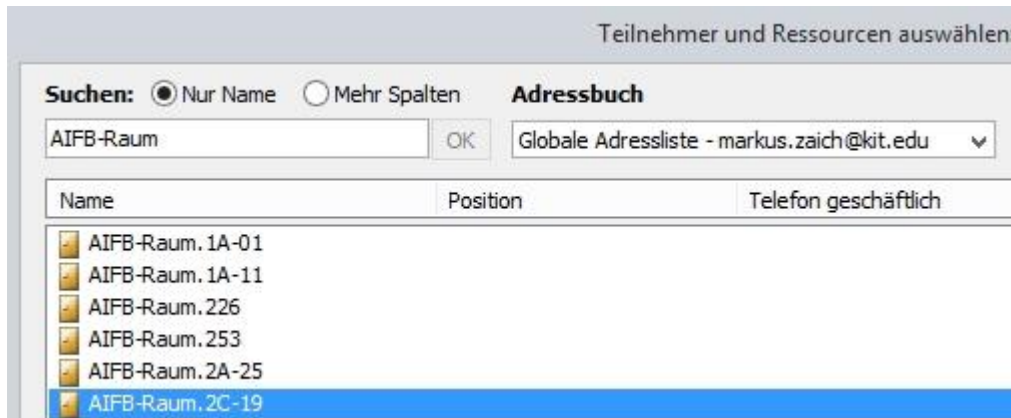 Teilnehmer und Ressourcen auswählen:
Suchen: Nur Name Mehr Spalten Adressbuch
AIFB-Raum OK Globale Adressliste - markus.zaich@kit.edu
Name Position Telefon geschäftlich
AIFB-Raum.1A-01
AIFB-Raum.1A-11
AIFB-Raum.226
AIFB-Raum.253
AIFB-Raum.2A-25
AIFB-Raum.2C-19